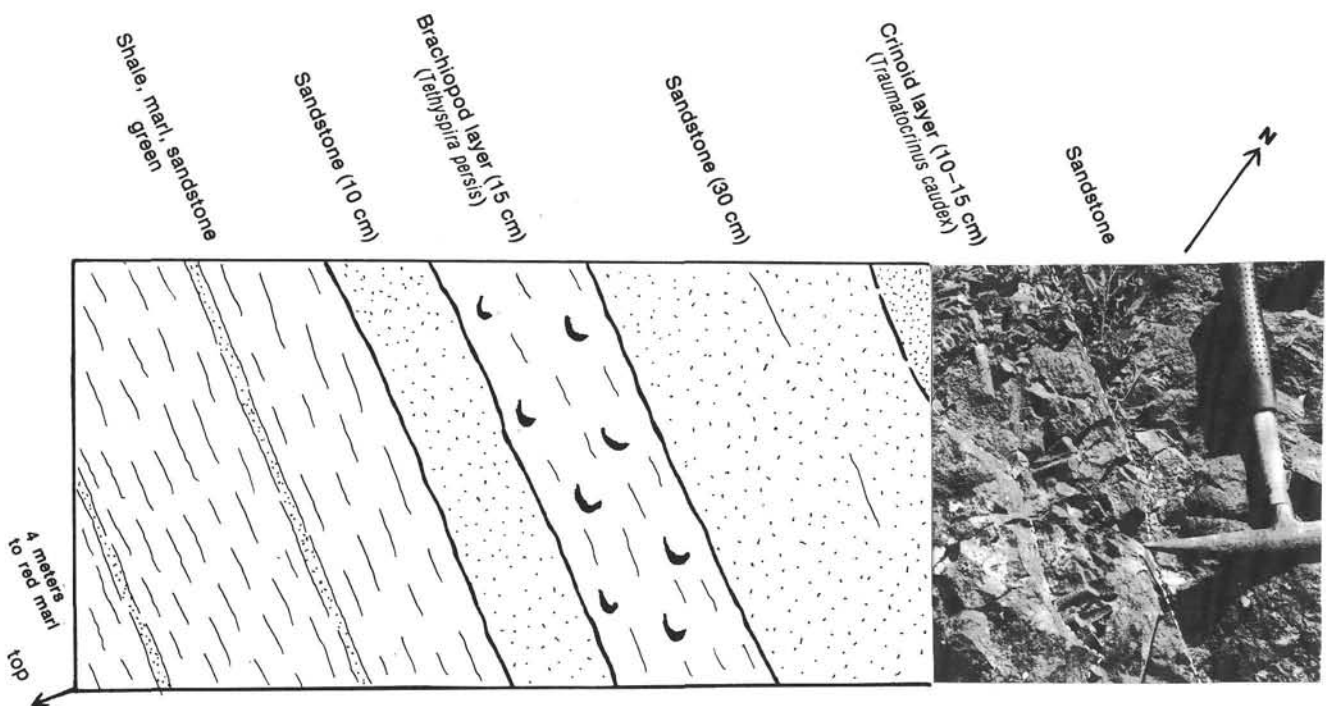 Shale, marl, sandstone
green
Sandstone (10 cm)
Brachiopod layer (15 cm)
(Tethyspira persis)
Sandstone (30 cm)
Crinoid layer (10–15 cm)
(Traumatocrinus caudex)
Sandstone
N
4 meters
to red marl
top